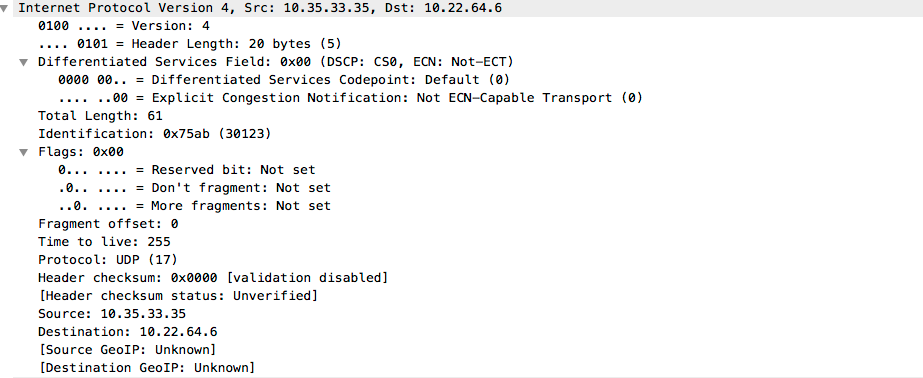 Internet Protocol Version 4, Src: 10.35.33.35, Dst: 10.22.64.6
0100 .... = Version: 4
.... 0101 = Header Length: 20 bytes (5)
Differentiated Services Field: 0x00 (DSCP: CS0, ECN: Not-ECT)
0000 00.. = Differentiated Services Codepoint: Default (0)
.... ..00 = Explicit Congestion Notification: Not ECN-Capable Transport (0)
Total Length: 61
Identification: 0x75ab (30123)
Flags: 0x00
0... .... = Reserved bit: Not set
.0.. .... = Don't fragment: Not set
..0. .... = More fragments: Not set
Fragment offset: 0
Time to live: 255
Protocol: UDP (17)
Header checksum: 0x0000 [validation disabled]
[Header checksum status: Unverified]
Source: 10.35.33.35
Destination: 10.22.64.6
[Source GeoIP: Unknown]
[Destination GeoIP: Unknown]